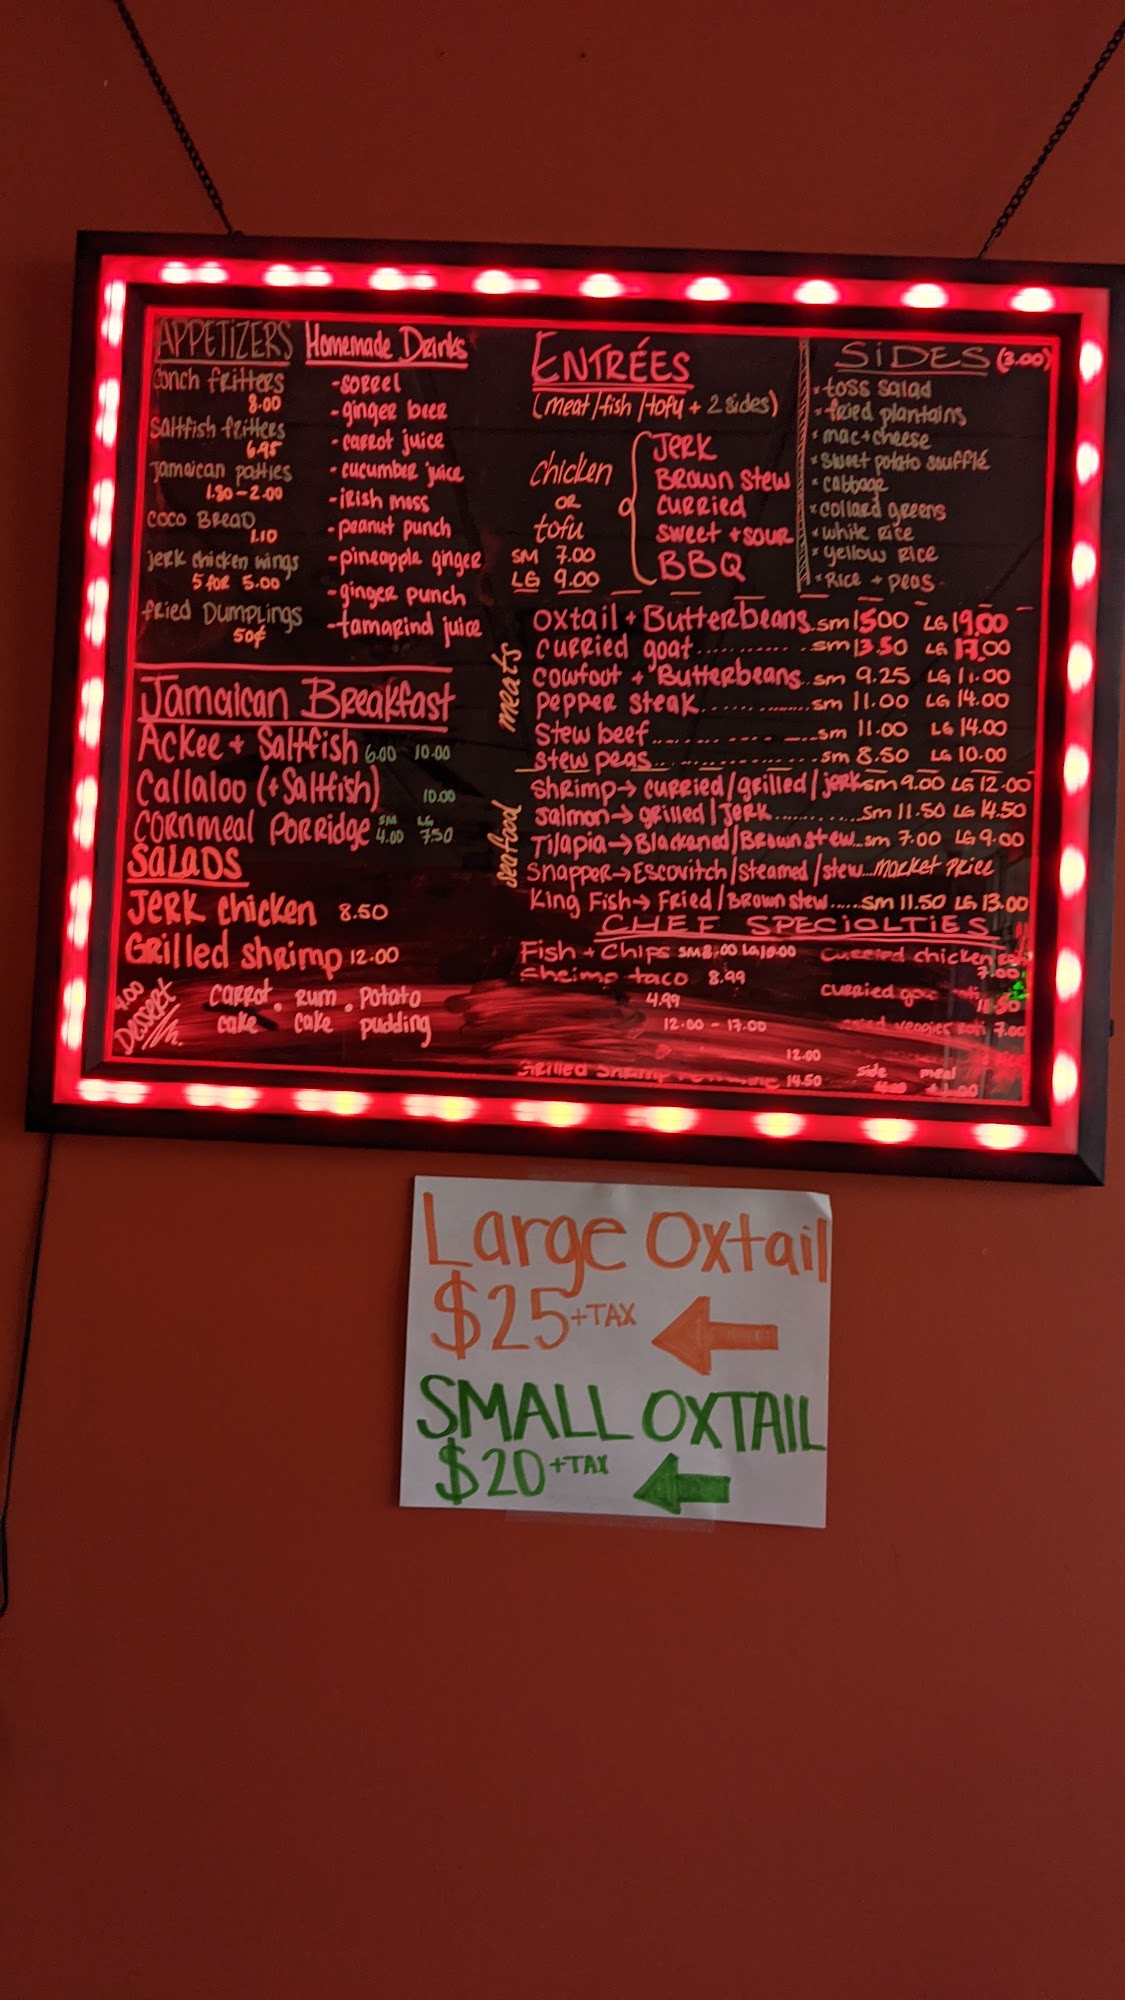 APPETIZERS
Conch fritters
8.00
Saltfish fritters
6.95
Jamaican patties
1.80-2.00
COCO BREAD
1.10
jerk chicken wings
5 for 5.00
fried Dumplings
50¢
Homemade Drinks
-sorrel
-ginger beer
-carrot juice
-cucumber juice
-irish moss
-peanut punch
-pineapple ginger
-ginger punch
-tamarind juice
Jamaican Breakfast
Ackee + Saltfish 6.00 10.00
Callaloo (+Saltfish) 10.00
SM LG
CORNMEAL PORRIDGE 4.00 7.50
SALADS
JERK chicken 8.50
Grilled shrimp 12.00
4.00
Dessert
carrot cake . rum cake . potato pudding
ENTRÉES
(meat/fish/tofu + 2 sides)
chicken
OR
tofu
SM 7.00
LG 9.00
JERK
BROWN STEW
CURRIED
SWEET + SOUR
BBQ
SIDES (3.00)
* toss salad
* fried plantains
* mac+cheese
* sweet potato soufflé
* cabbage
* collard greens
* white rice
* yellow rice
* Rice + peas
meats
oxtail + Butterbeans..sm 15.00 LG 19.00
curried goat............sm 13.50 LG 17.00
cowfoot + Butterbeans..sm 9.25 LG 11.00
Pepper Steak............sm 11.00 LG 14.00
Stew beef............sm 11.00 LG 14.00
Stew peas............sm 8.50 LG 10.00
seafood
Shrimp→ curried/grilled/jerk sm 9.00 LG 12.00
Salmon→ grilled/Jerk............Sm 11.50 LG 14.50
Tilapia→Blackened/Brown stew..sm 7.00 LG 9.00
Snapper→Escovitch/steamed/stew...market price
King Fish→ Fried/Brown stew.....Sm 11.50 LG 13.00
CHEF SPECIALTIES
Fish + Chips sm 8.00 LG 10.00
Shrimp taco 8.99
4.99
12.00 - 17.00
12.00
Grilled Shrimp 14.50
curried chicken roti
7.00
curried goat roti
11.50
veggies roti 7.00
side meal
Large Oxtail
$25+TAX
SMALL OXTAIL
$20+TAX